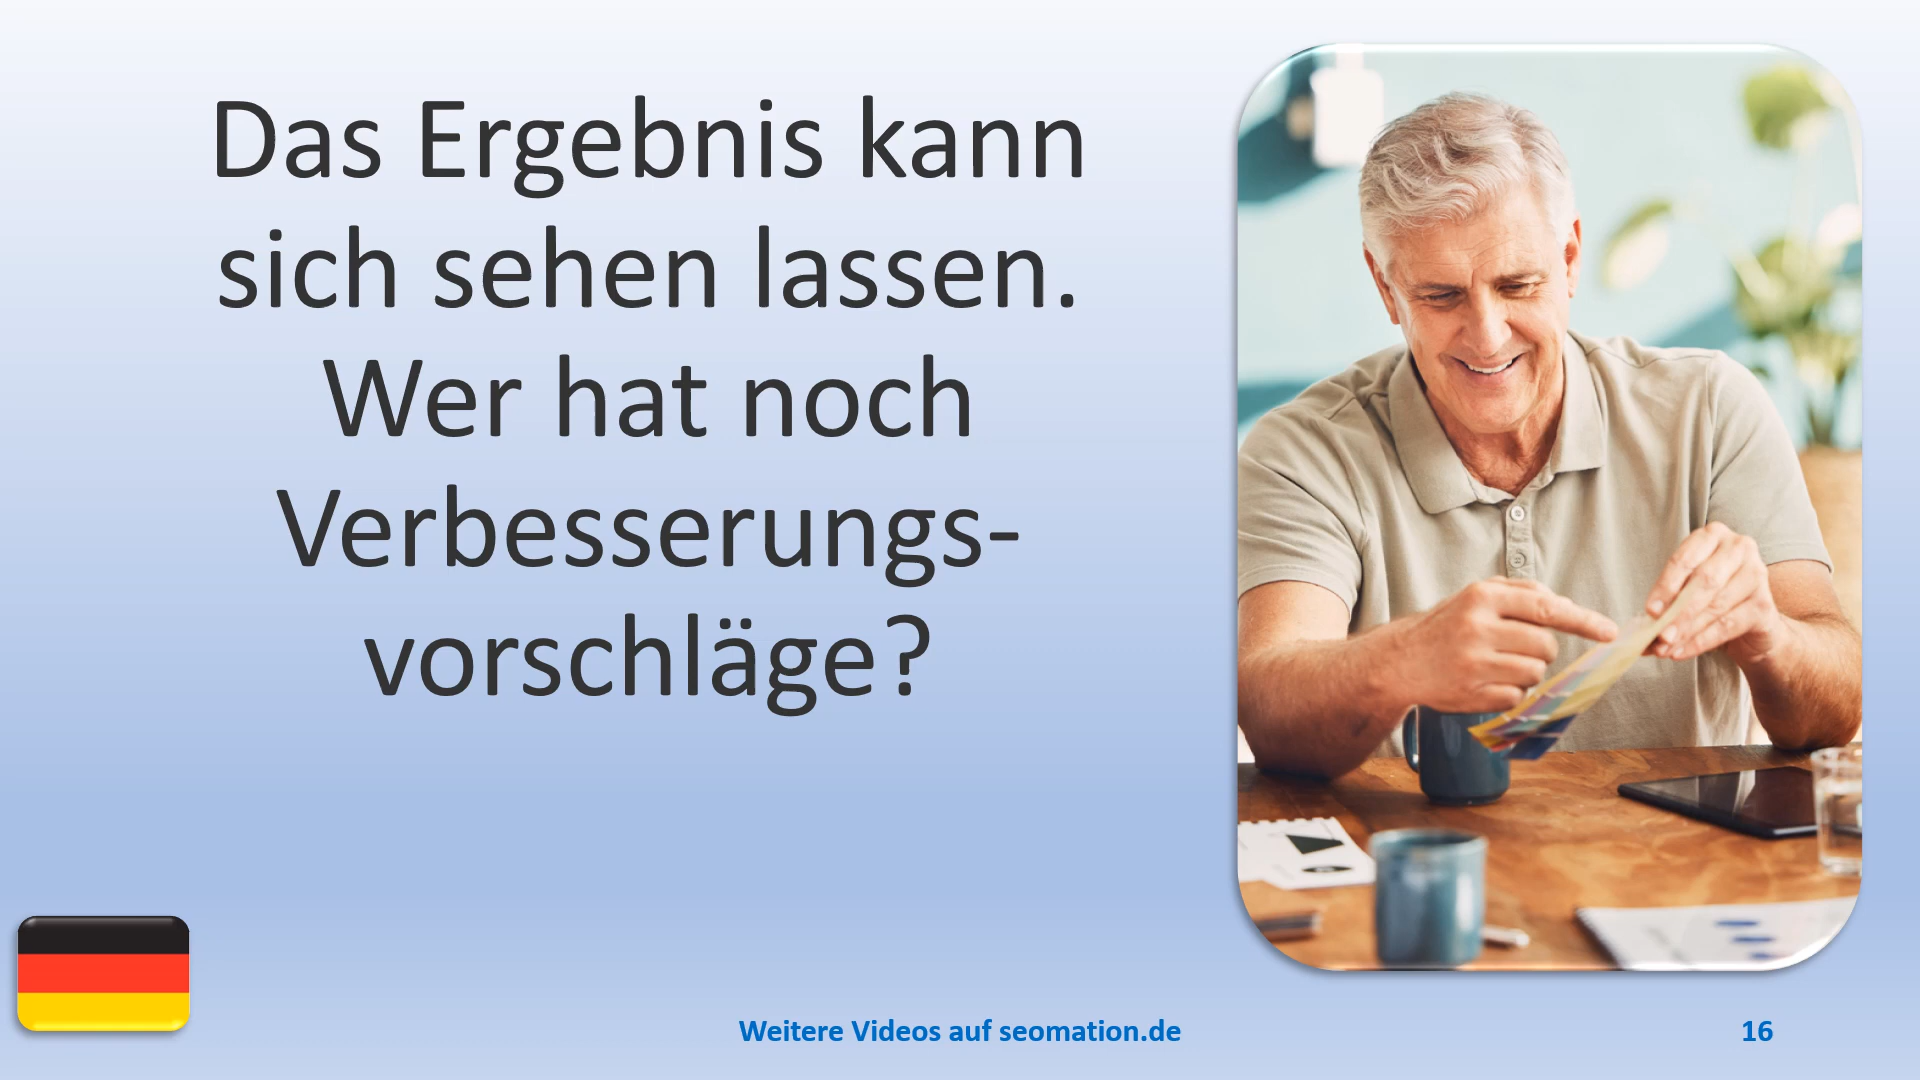 Das Ergebnis kann
sich sehen lassen.
Wer hat noch
Verbesserungs-
vorschläge?
Weitere Videos auf seomation.de
16